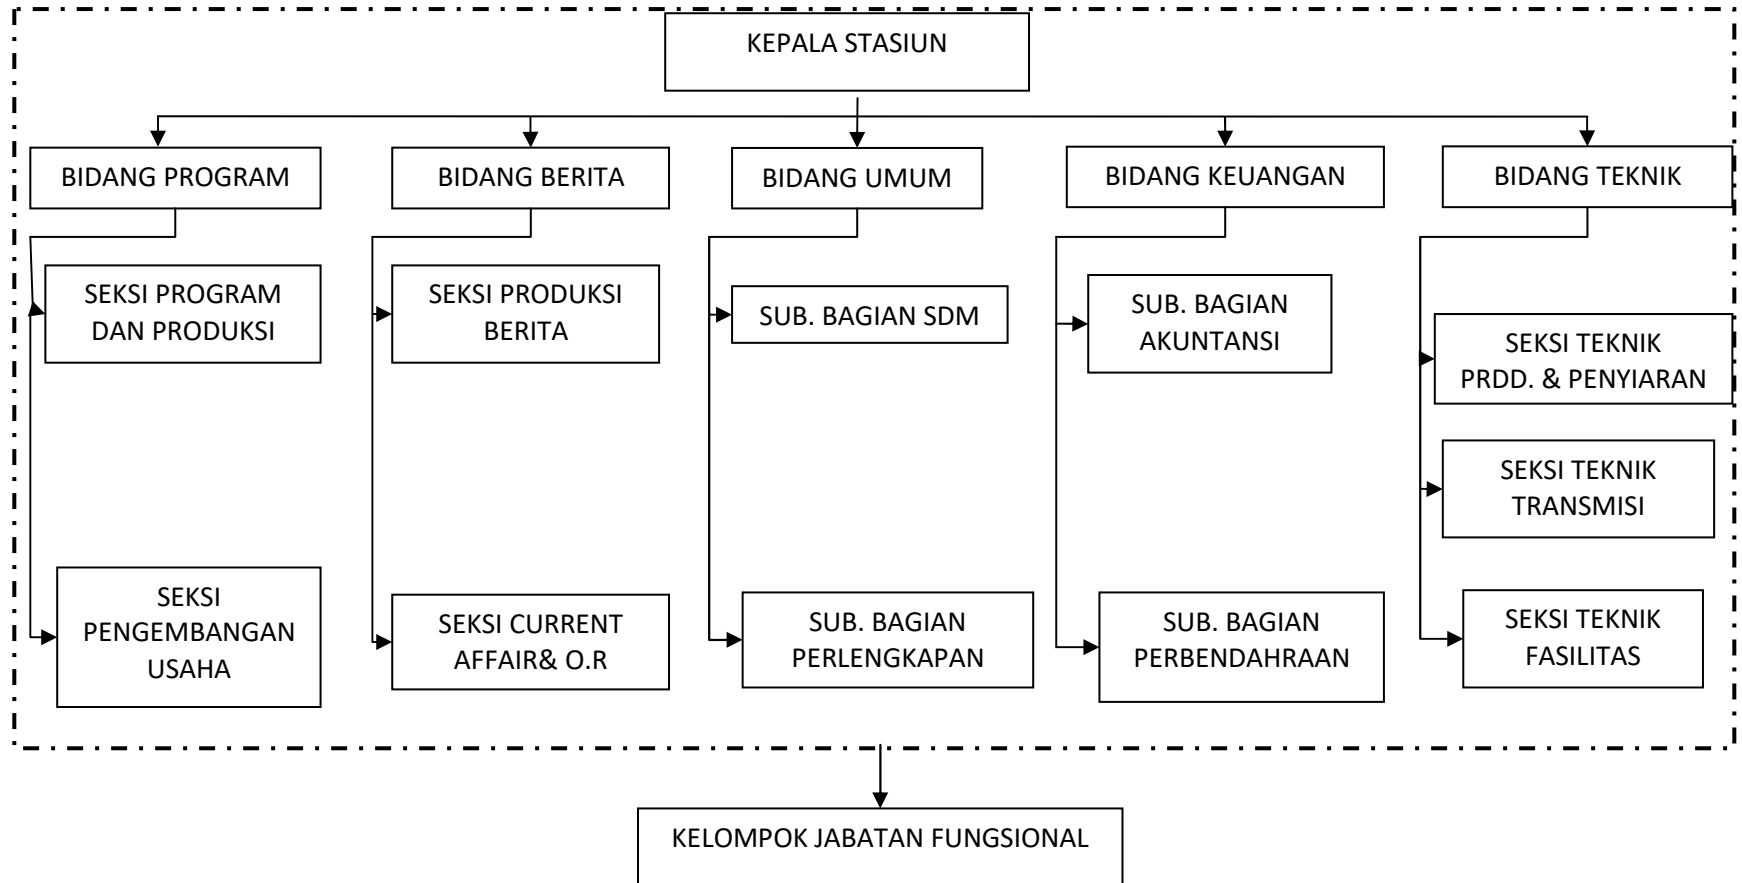 KEPALA STASIUN
BIDANG PROGRAM
BIDANG BERITA
BIDANG UMUM
BIDANG KEUANGAN
BIDANG TEKNIK
SEKSI PROGRAM
DAN PRODUKSI
SEKSI PRODUKSI
BERITA
SUB. BAGIAN SDM
SUB. BAGIAN
AKUNTANSI
SEKSI TEKNIK
PRDD. & PENYIARAN
SEKSI TEKNIK
TRANSMISI
SEKSI
PENGEMBANGAN
USAHA
SEKSI CURRENT
AFFAIR& O.R
SUB. BAGIAN
PERLENGKAPAN
SUB. BAGIAN
PERBENDAHRAAN
SEKSI TEKNIK
FASILITAS
KELOMPOK JABATAN FUNGSIONAL